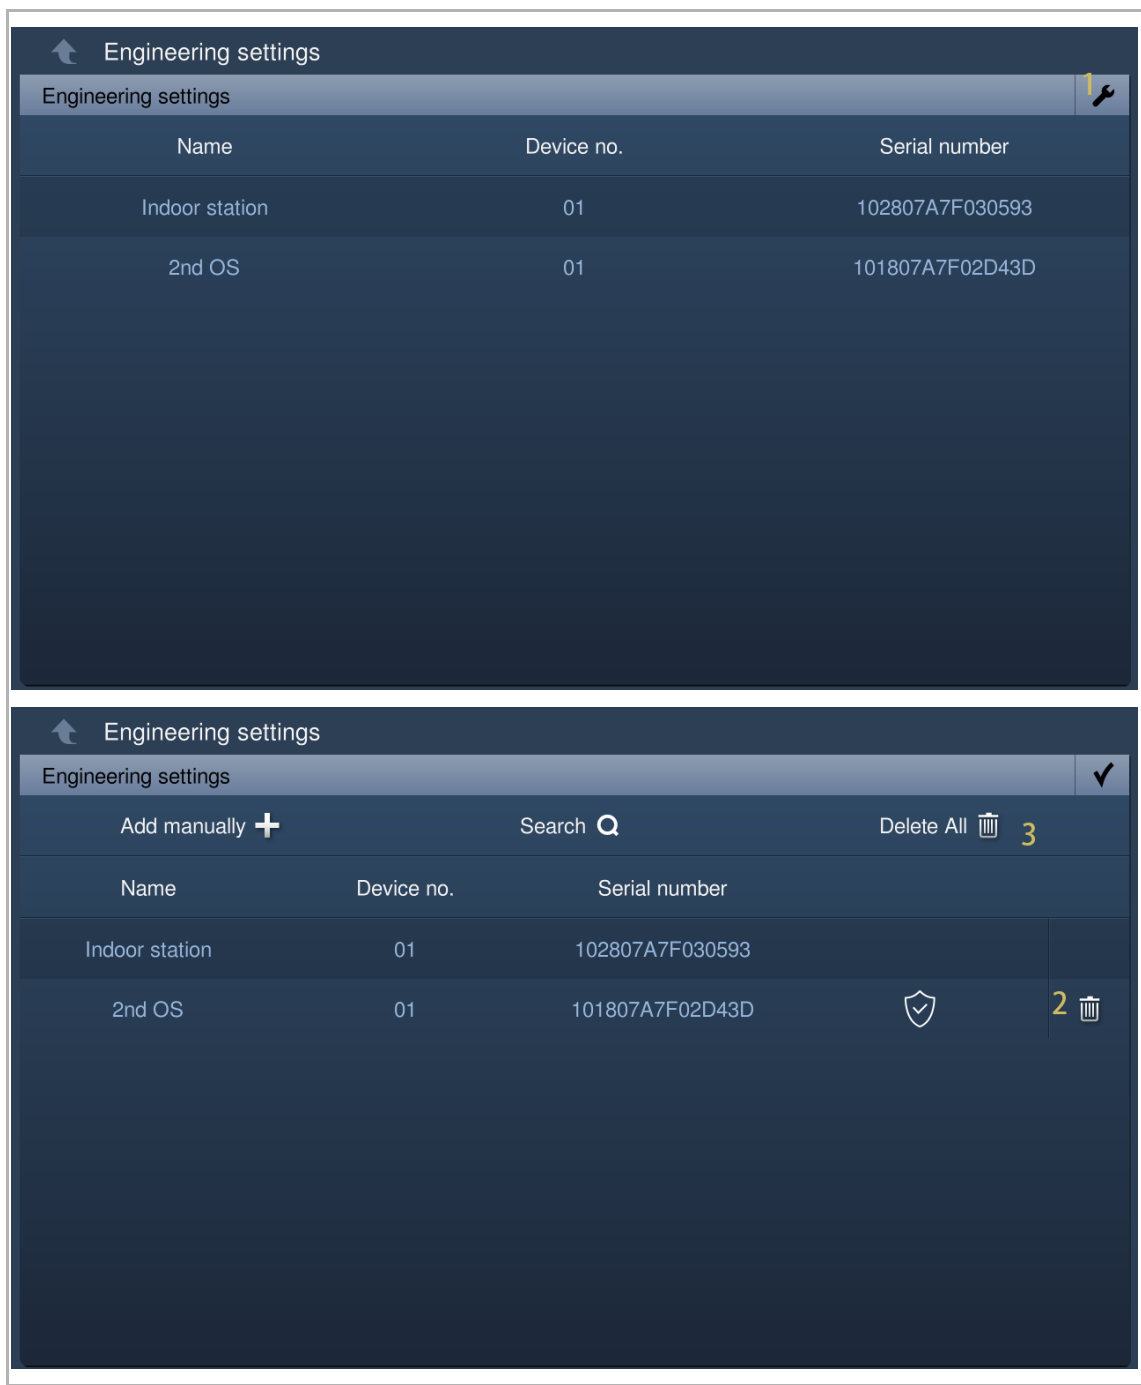 Engineering settings
Engineering settings 1
Name Device no. Serial number
Indoor station 01 102807A7F030593
2nd OS 01 101807A7F02D43D
Engineering settings
Engineering settings
Add manually Search Delete All 3
Name Device no. Serial number
Indoor station 01 102807A7F030593
2nd OS 01 101807A7F02D43D 2